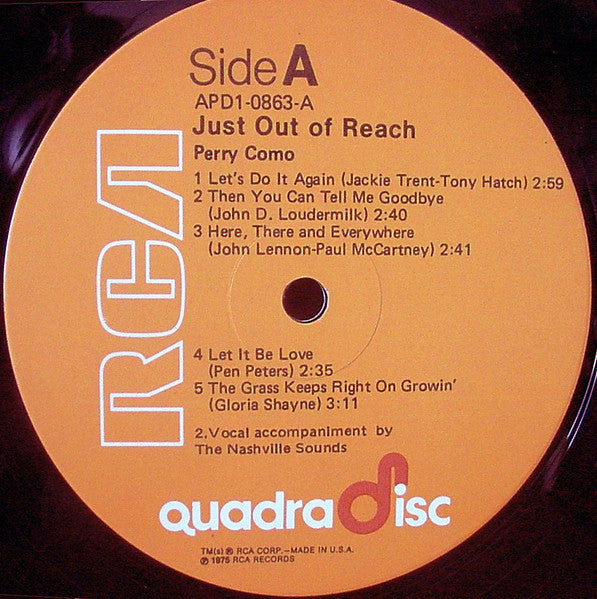 Side A
APD1-0863-A
Just Out of Reach
Perry Como
1 Let's Do It Again (Jackie Trent-Tony Hatch) 2:59
2 Then You Can Tell Me Goodbye
(John D. Loudermilk) 2:40
3 Here, There and Everywhere
(John Lennon-Paul McCartney) 2:41
RCA
4 Let It Be Love
(Pen Peters) 2:35
5 The Grass Keeps Right On Growin'
(Gloria Shayne) 3:11
2.Vocal accompaniment by
The Nashville Sounds
quadradisc
TM(s) ® RCA CORP.—MADE IN U.S.A.
℗ 1975 RCA RECORDS